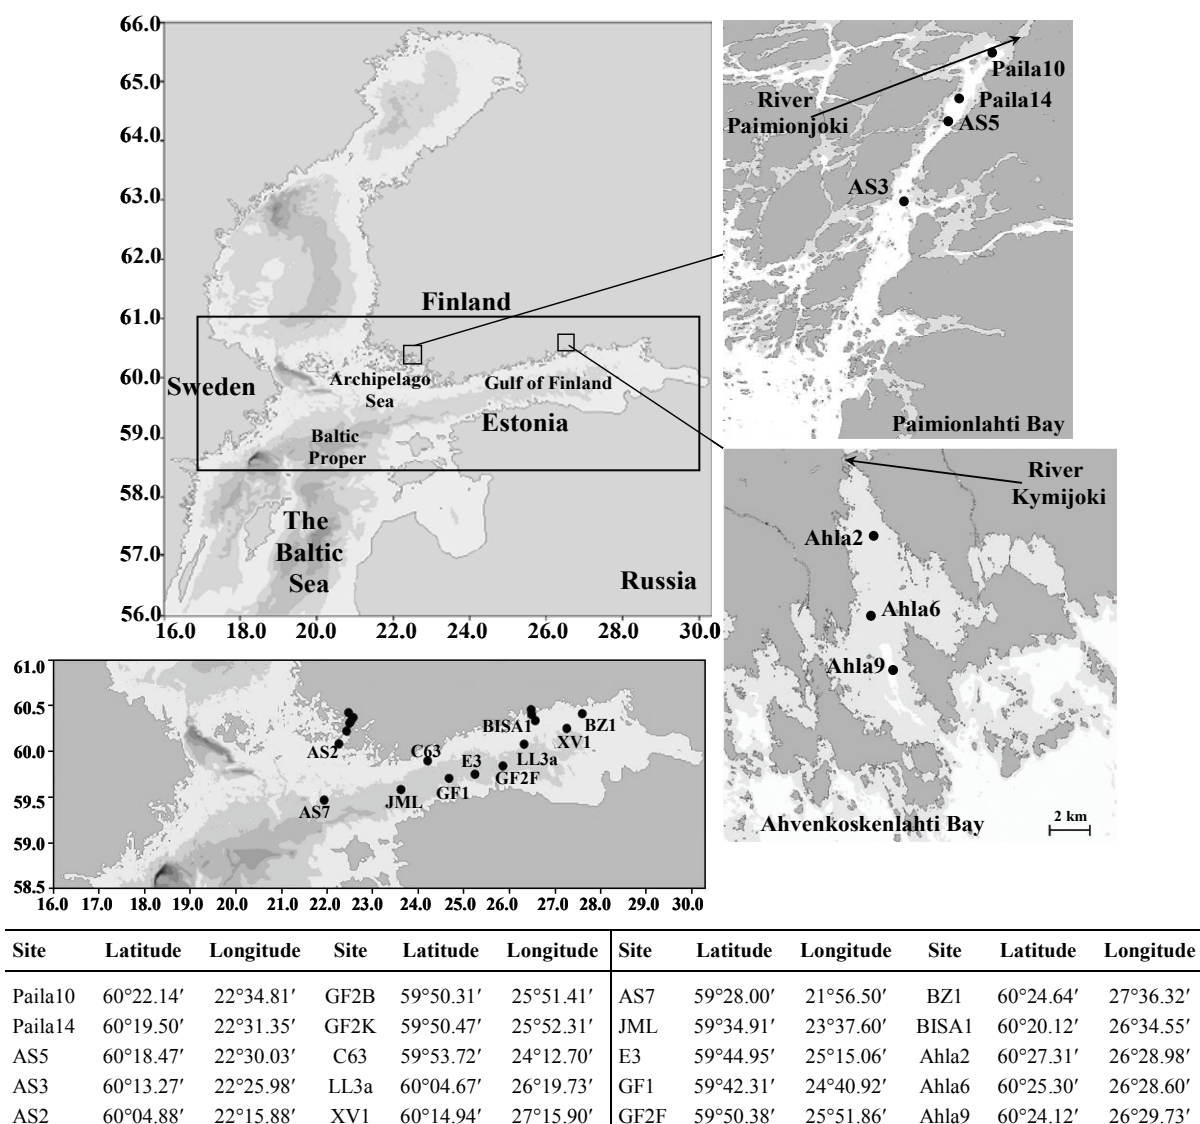 66.0
65.0
64.0
63.0
62.0
61.0
60.0
59.0
58.0
57.0
56.0
16.0 18.0 20.0 22.0 24.0 26.0 28.0 30.0
Finland
Sweden
Archipelago
Sea
Gulf of Finland
Estonia
Baltic
Proper
The
Baltic
Sea
Russia
Paila10
River
Paimionjoki
Paila14
AS5
AS3
Paimionlahti Bay
River
Kymijoki
Ahla2
Ahla6
Ahla9
Ahvenkoskenlahti Bay
2 km
61.0
60.5
60.0
59.5
59.0
58.5
16.0 17.0 18.0 19.0 20.0 21.0 22.0 23.0 24.0 25.0 26.0 27.0 28.0 29.0 30.0
BISA1
BZ1
XV1
AS2
C63
LL3a
E3
GF2F
GF1
JML
AS7
Site Latitude Longitude Site Latitude Longitude Site Latitude Longitude Site Latitude Longitude
Paila10 60°22.14′ 22°34.81′ GF2B 59°50.31′ 25°51.41′ AS7 59°28.00′ 21°56.50′ BZ1 60°24.64′ 27°36.32′
Paila14 60°19.50′ 22°31.35′ GF2K 59°50.47′ 25°52.31′ JML 59°34.91′ 23°37.60′ BISA1 60°20.12′ 26°34.55′
AS5 60°18.47′ 22°30.03′ C63 59°53.72′ 24°12.70′ E3 59°44.95′ 25°15.06′ Ahla2 60°27.31′ 26°28.98′
AS3 60°13.27′ 22°25.98′ LL3a 60°04.67′ 26°19.73′ GF1 59°42.31′ 24°40.92′ Ahla6 60°25.30′ 26°28.60′
AS2 60°04.88′ 22°15.88′ XV1 60°14.94′ 27°15.90′ GF2F 59°50.38′ 25°51.86′ Ahla9 60°24.12′ 26°29.73′